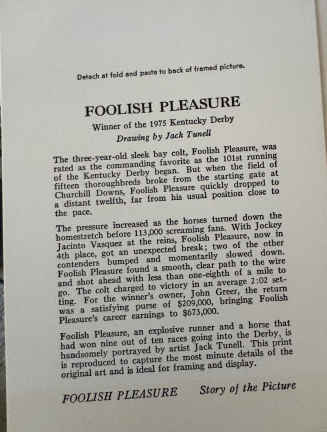 Detach at fold and paste to back of framed picture.
FOOLISH PLEASURE
Winner of the 1975 Kentucky Derby
Drawing by Jack Tunell
The three-year-old sleek bay colt, Foolish Pleasure, was
rated as the commanding favorite as the 101st running
of the Kentucky Derby began. But when the field of
fifteen thoroughbreds broke from the starting gate at
Churchill Downs, Foolish Pleasure quickly dropped to
a distant twelfth, far from his usual position close to
the pace.
The pressure increased as the horses turned down the
homestretch before 113,000 screaming fans. With Jockey
Jacinto Vasquez at the reins, Foolish Pleasure, now in
4th place, got an unexpected break; two of the other
contenders bumped and momentarily slowed down.
Foolish Pleasure found a smooth, clear path to the wire
and shot ahead with less than one-eighth of a mile to
go. The colt charged to victory in an average 2:02 set-
ting. For the winner's owner, John Greer, the return
was a satisfying purse of $209,000, bringing Foolish
Pleasure's career earnings to $673,000.
Foolish Pleasure, an explosive runner and a horse that
had won nine out of ten races going into the Derby, is
handsomely portrayed by artist Jack Tunell. This print
is reproduced to capture the most minute details of the
original art and is ideal for framing and display.
FOOLISH PLEASURE Story of the Picture